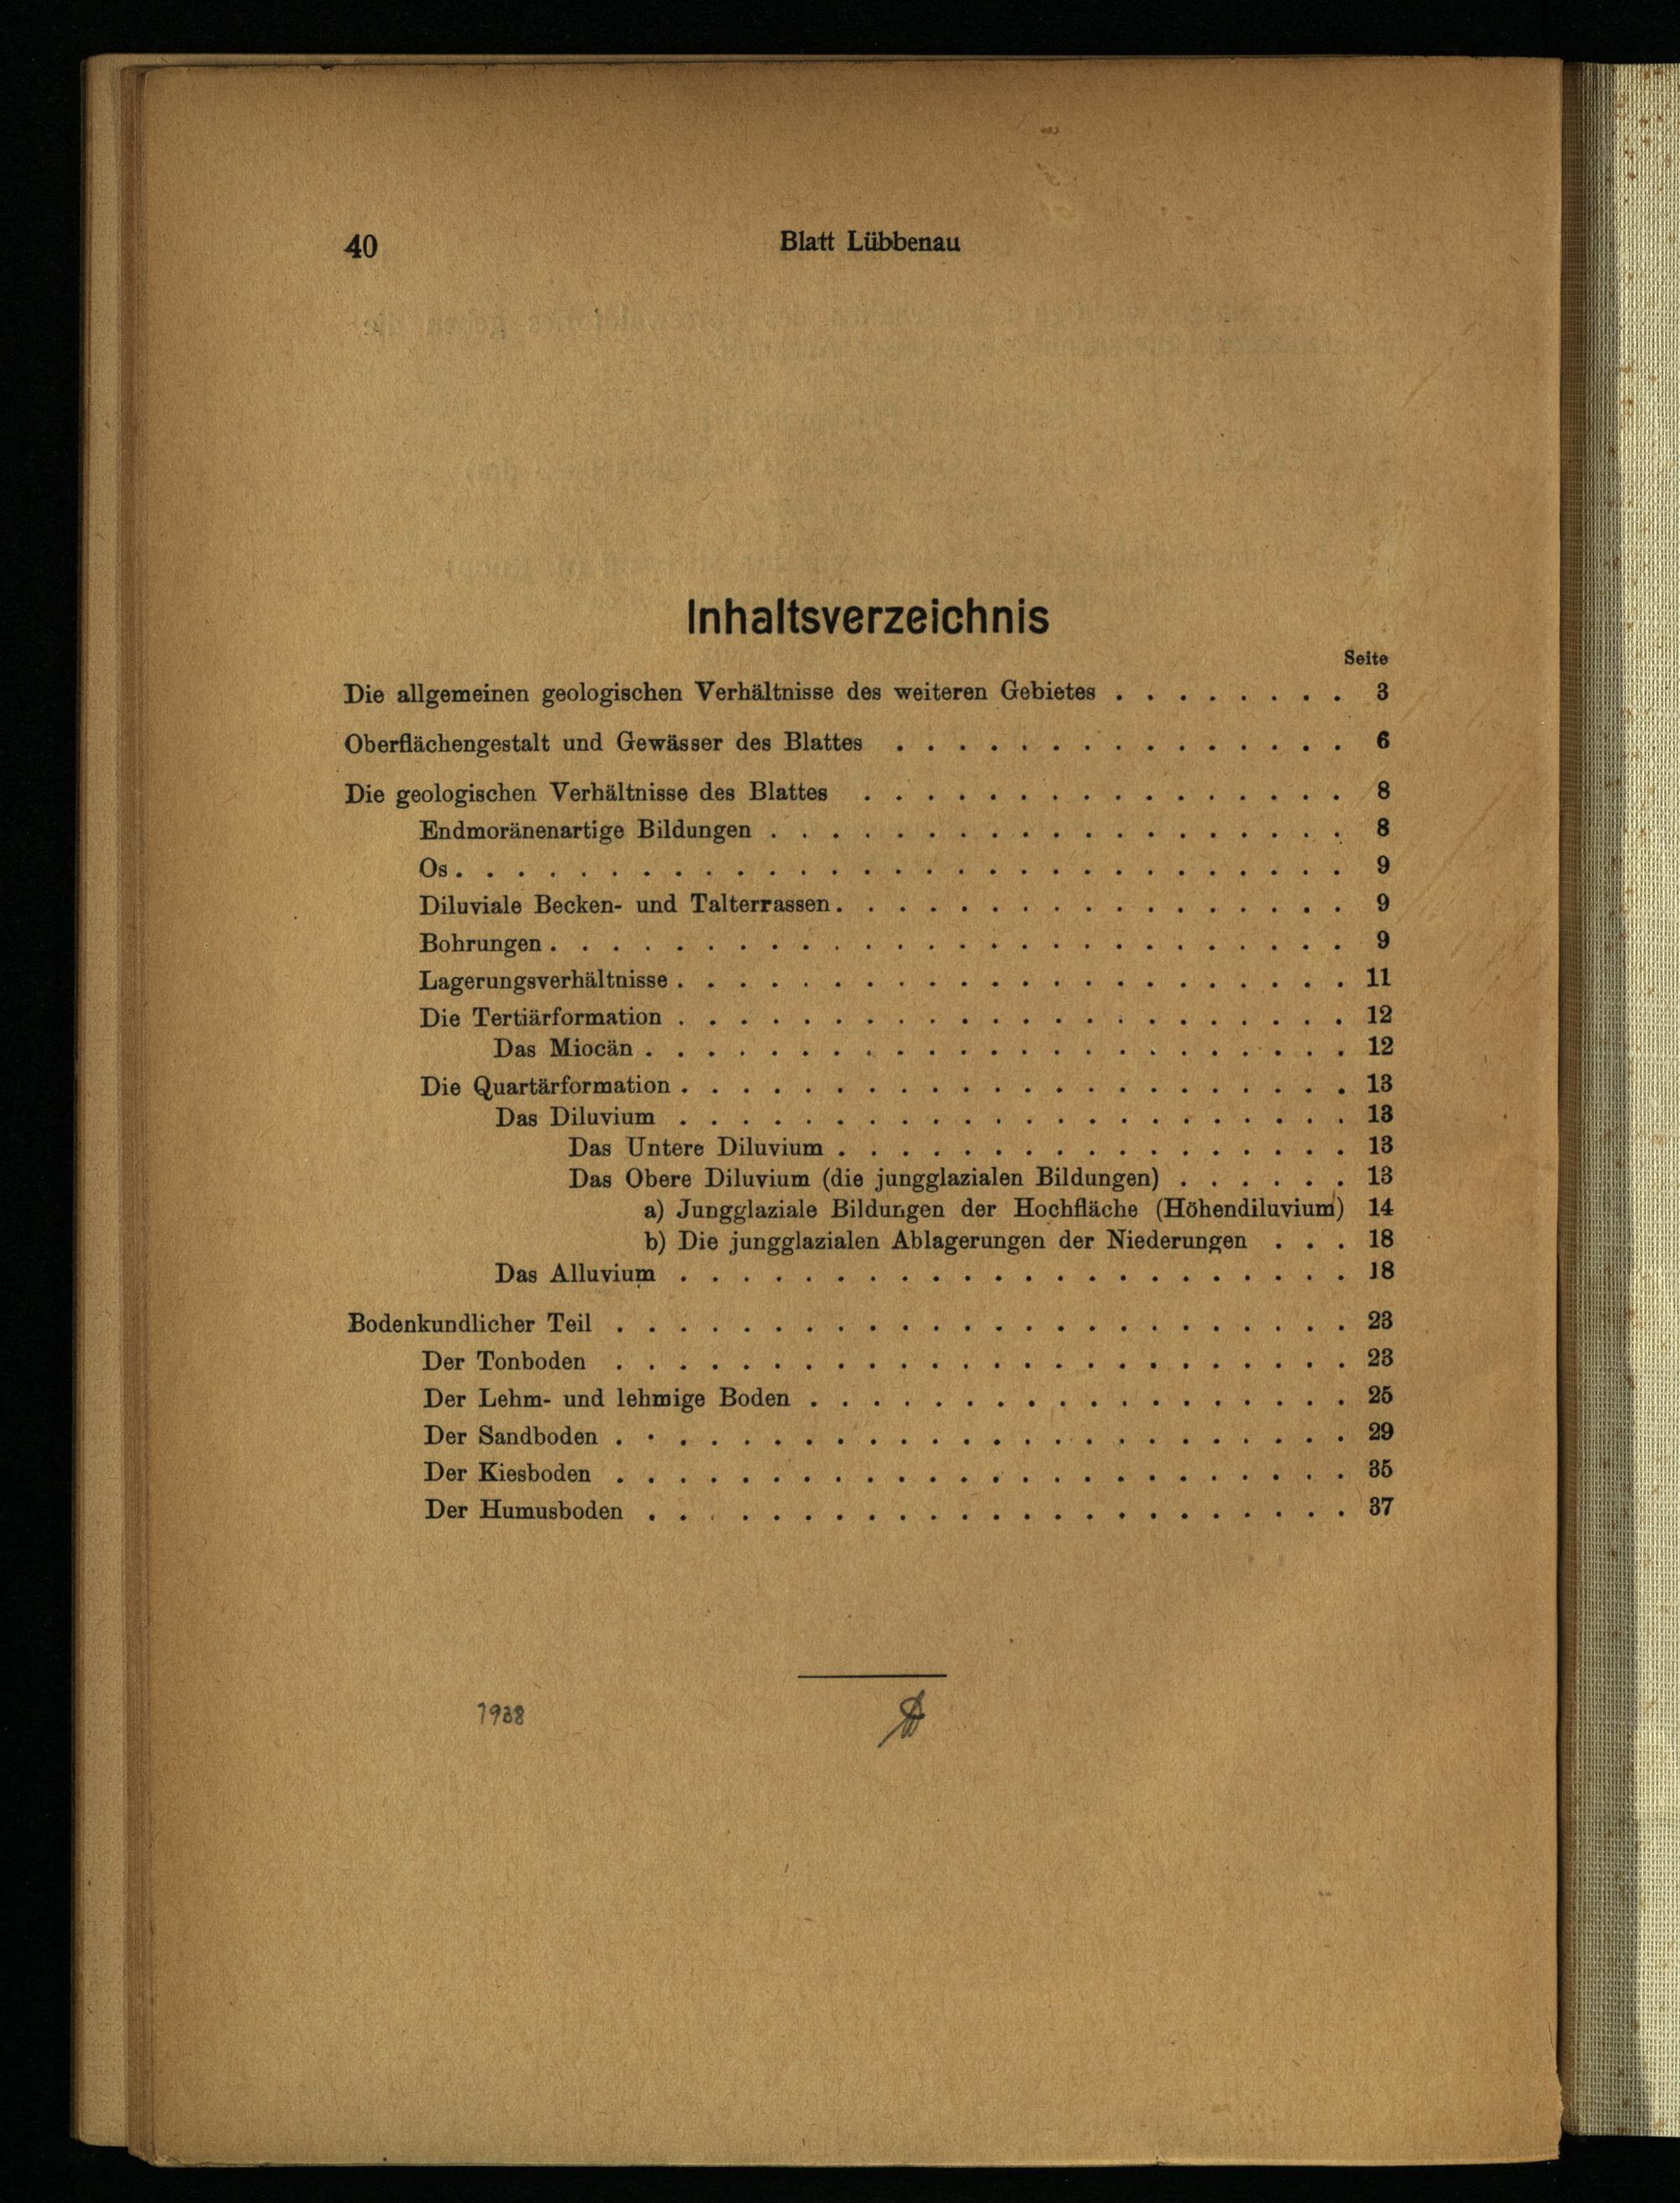 40
Blatt Lübbenau
Inhaltsverzeichnis
Seite
Die allgemeinen geologischen Verhältnisse des weiteren Gebietes . . . . . . . . 3
Oberflächengestalt und Gewässer des Blattes . . . . . . . . . . . . . . . 6
Die geologischen Verhältnisse des Blattes . . . . . . . . . . . . . . . . 8
Endmoränenartige Bildungen . . . . . . . . . . . . . . . . . . . 8
Os . . . . . . . . . . . . . . . . . . . . . . . . . . . . . 9
Diluviale Becken- und Talterrassen . . . . . . . . . . . . . . . . . 9
Bohrungen . . . . . . . . . . . . . . . . . . . . . . . . . . 9
Lagerungsverhältnisse . . . . . . . . . . . . . . . . . . . . . . 11
Die Tertiärformation . . . . . . . . . . . . . . . . . . . . . . 12
Das Miocän . . . . . . . . . . . . . . . . . . . . . . . 12
Die Quartärformation . . . . . . . . . . . . . . . . . . . . . . 13
Das Diluvium . . . . . . . . . . . . . . . . . . . . . . 13
Das Untere Diluvium . . . . . . . . . . . . . . . . . 13
Das Obere Diluvium (die jungglazialen Bildungen) . . . . . . 13
a) Jungglaziale Bildungen der Hochfläche (Höhendiluvium) 14
b) Die jungglazialen Ablagerungen der Niederungen . . . 18
Das Alluvium . . . . . . . . . . . . . . . . . . . . . . 18
Bodenkundlicher Teil . . . . . . . . . . . . . . . . . . . . . . . . 23
Der Tonboden . . . . . . . . . . . . . . . . . . . . . . . . 23
Der Lehm- und lehmige Boden . . . . . . . . . . . . . . . . . . 25
Der Sandboden . . . . . . . . . . . . . . . . . . . . . . . . 29
Der Kiesboden . . . . . . . . . . . . . . . . . . . . . . . . 35
Der Humusboden . . . . . . . . . . . . . . . . . . . . . . . 37
1938